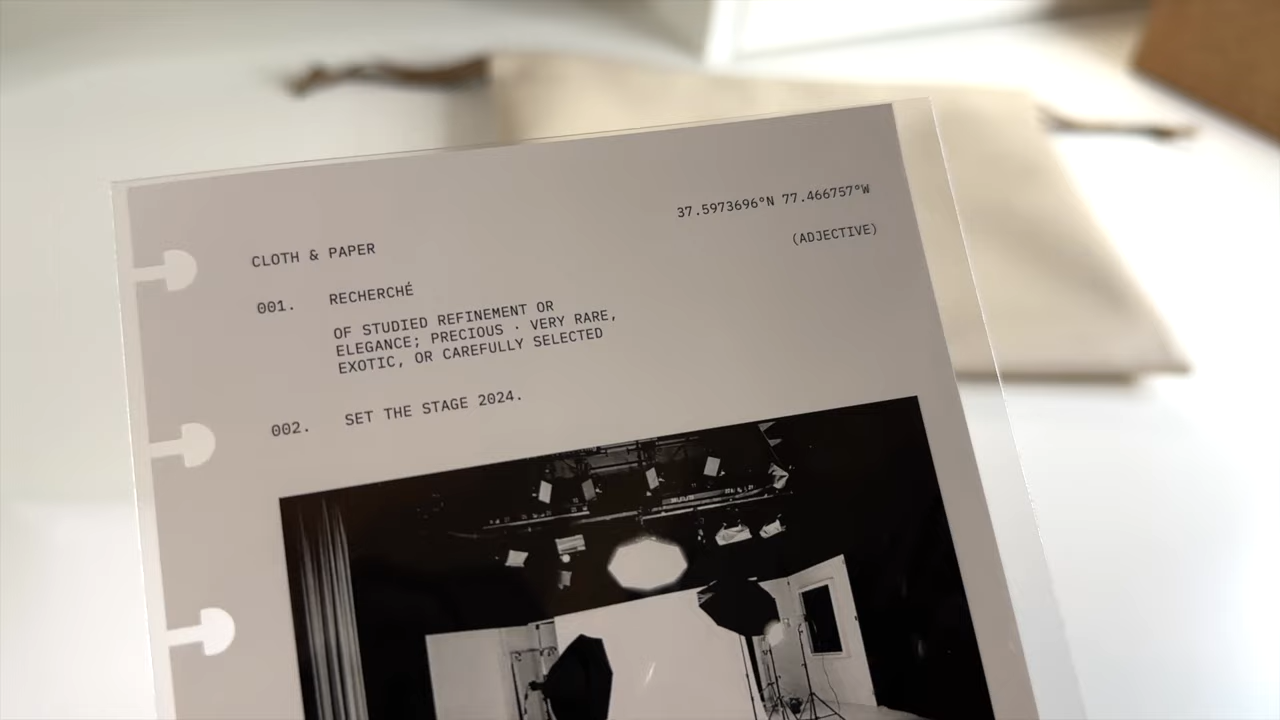 37.5973696°N 77.466757°W
(ADJECTIVE)
CLOTH & PAPER
001. RECHERCHÉ
OF STUDIED REFINEMENT OR
ELEGANCE; PRECIOUS · VERY RARE,
EXOTIC, OR CAREFULLY SELECTED
002. SET THE STAGE 2024.